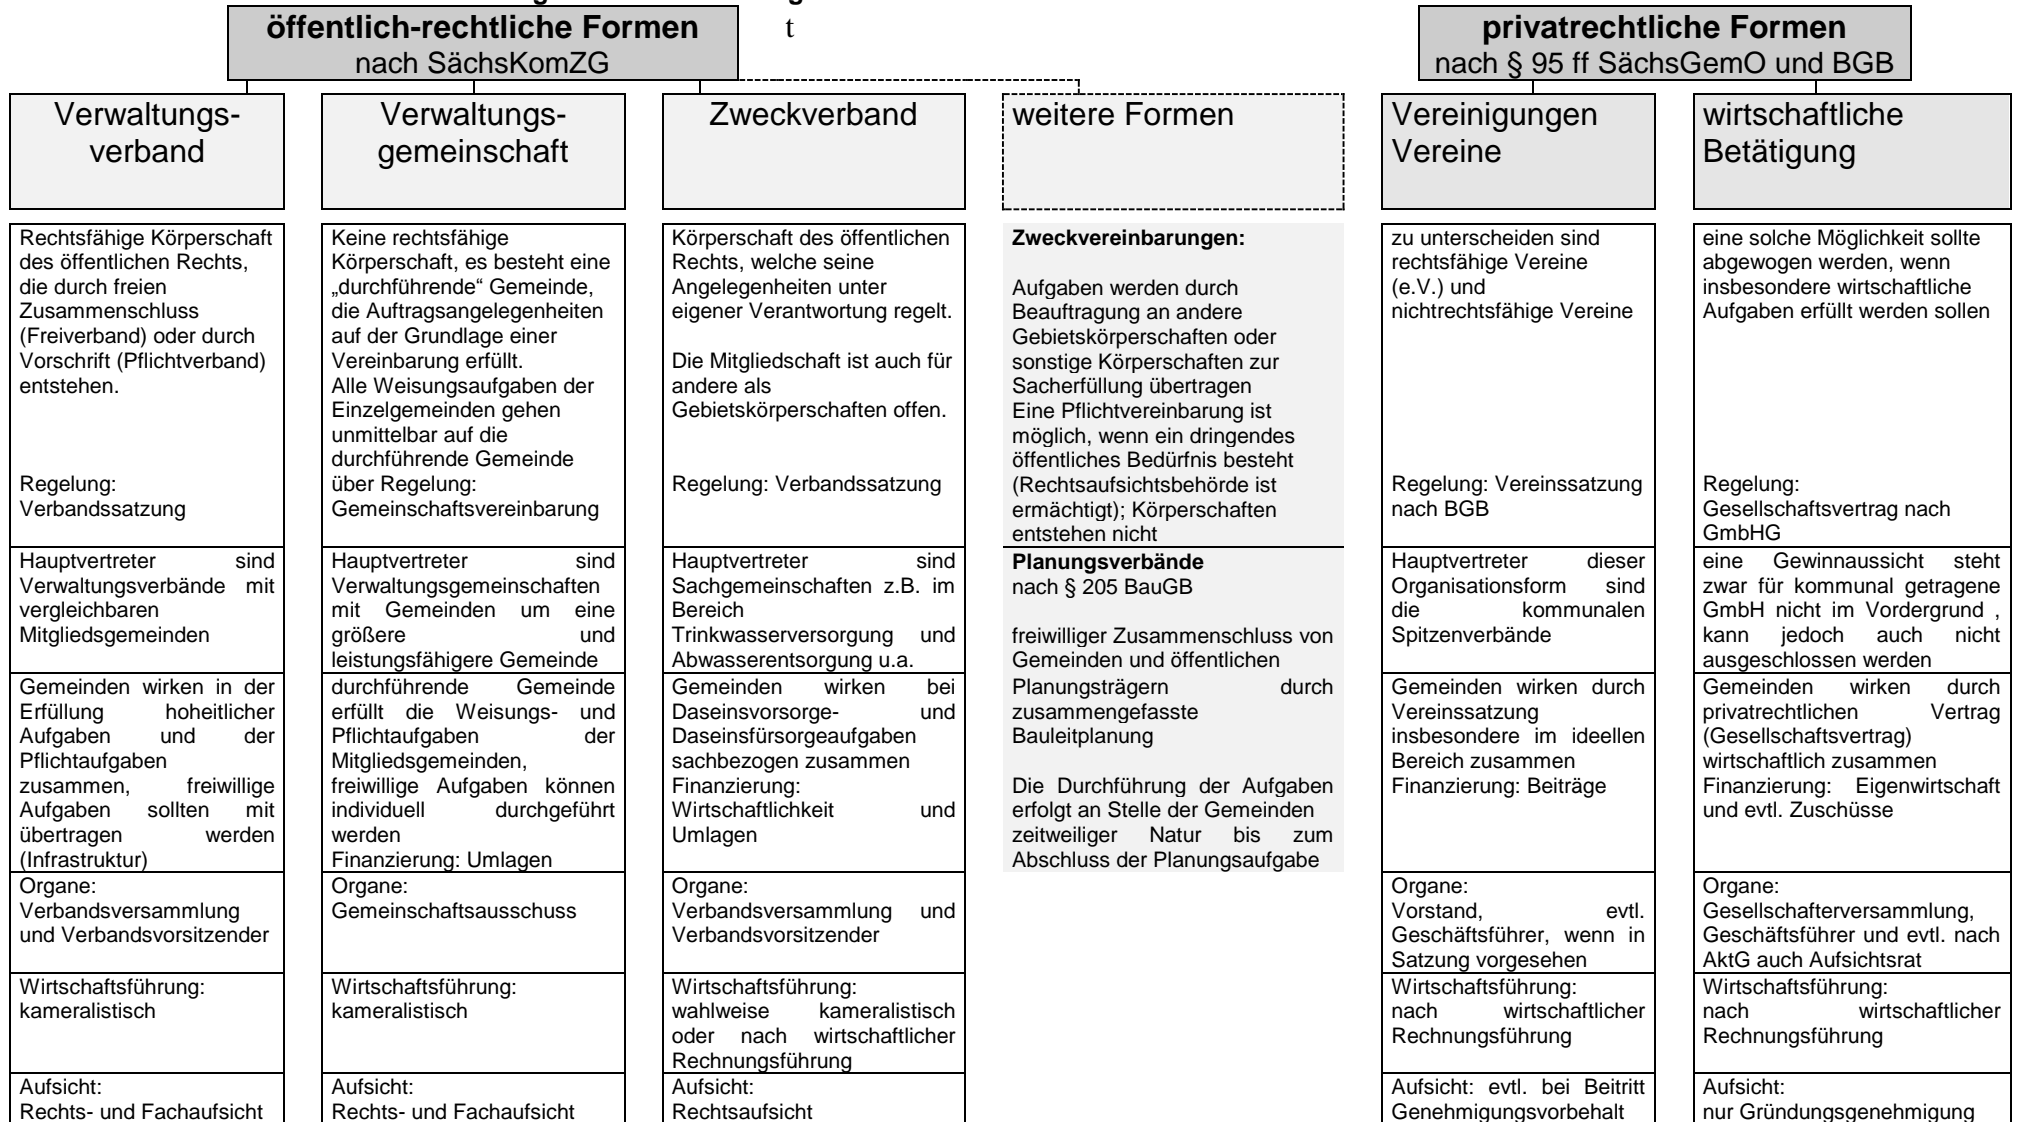 t
öffentlich-rechtliche Formen
nach SächsKomZG
privatrechtliche Formen
nach § 95 ff SächsGemO und BGB
Verwaltungs-
verband
Verwaltungs-
gemeinschaft
Zweckverband
weitere Formen
Vereinigungen
Vereine
wirtschaftliche
Betätigung
Rechtsfähige Körperschaft
des öffentlichen Rechts,
die durch freien
Zusammenschluss
(Freiverband) oder durch
Vorschrift (Pflichtverband)
entstehen.
Regelung:
Verbandssatzung
Keine rechtsfähige
Körperschaft, es besteht eine
„durchführende“ Gemeinde,
die Auftragsangelegenheiten
auf der Grundlage einer
Vereinbarung erfüllt.
Alle Weisungsaufgaben der
Einzelgemeinden gehen
unmittelbar auf die
durchführende Gemeinde
über Regelung:
Gemeinschaftsvereinbarung
Körperschaft des öffentlichen
Rechts, welche seine
Angelegenheiten unter
eigener Verantwortung regelt.
Die Mitgliedschaft ist auch für
andere als
Gebietskörperschaften offen.
Regelung: Verbandssatzung
Zweckvereinbarungen:
Aufgaben werden durch
Beauftragung an andere
Gebietskörperschaften oder
sonstige Körperschaften zur
Sacherfüllung übertragen
Eine Pflichtvereinbarung ist
möglich, wenn ein dringendes
öffentliches Bedürfnis besteht
(Rechtsaufsichtsbehörde ist
ermächtigt); Körperschaften
entstehen nicht
zu unterscheiden sind
rechtsfähige Vereine
(e.V.) und
nichtrechtsfähige Vereine
Regelung: Vereinssatzung
nach BGB
eine solche Möglichkeit sollte
abgewogen werden, wenn
insbesondere wirtschaftliche
Aufgaben erfüllt werden sollen
Regelung:
Gesellschaftsvertrag nach
GmbHG
Hauptvertreter sind
Verwaltungsverbände mit
vergleichbaren
Mitgliedsgemeinden
Hauptvertreter sind
Verwaltungsgemeinschaften
mit Gemeinden um eine
größere und
leistungsfähigere Gemeinde
Hauptvertreter sind
Sachgemeinschaften z.B. im
Bereich
Trinkwasserversorgung und
Abwasserentsorgung u.a.
Planungsverbände
nach § 205 BauGB
freiwilliger Zusammenschluss von
Gemeinden und öffentlichen
Planungsträgern durch
zusammengefasste
Bauleitplanung
Die Durchführung der Aufgaben
erfolgt an Stelle der Gemeinden
zeitweiliger Natur bis zum
Abschluss der Planungsaufgabe
Hauptvertreter dieser
Organisationsform sind
die kommunalen
Spitzenverbände
eine Gewinnaussicht steht
zwar für kommunal getragene
GmbH nicht im Vordergrund ,
kann jedoch auch nicht
ausgeschlossen werden
Gemeinden wirken in der
Erfüllung hoheitlicher
Aufgaben und der
Pflichtaufgaben
zusammen, freiwillige
Aufgaben sollten mit
übertragen werden
(Infrastruktur)
durchführende Gemeinde
erfüllt die Weisungs- und
Pflichtaufgaben der
Mitgliedsgemeinden,
freiwillige Aufgaben können
individuell durchgeführt
werden
Finanzierung: Umlagen
Gemeinden wirken bei
Daseinsvorsorge- und
Daseinsfürsorgeaufgaben
sachbezogen zusammen
Finanzierung:
Wirtschaftlichkeit und
Umlagen
Gemeinden wirken durch
Vereinssatzung
insbesondere im ideellen
Bereich zusammen
Finanzierung: Beiträge
Gemeinden wirken durch
privatrechtlichen Vertrag
(Gesellschaftsvertrag)
wirtschaftlich zusammen
Finanzierung: Eigenwirtschaft
und evtl. Zuschüsse
Organe:
Verbandsversammlung
und Verbandsvorsitzender
Organe:
Gemeinschaftsausschuss
Organe:
Verbandsversammlung und
Verbandsvorsitzender
Organe:
Vorstand, evtl.
Geschäftsführer, wenn in
Satzung vorgesehen
Organe:
Gesellschafterversammlung,
Geschäftsführer und evtl. nach
AktG auch Aufsichtsrat
Wirtschaftsführung:
kameralistisch
Wirtschaftsführung:
kameralistisch
Wirtschaftsführung:
wahlweise kameralistisch
oder nach wirtschaftlicher
Rechnungsführung
Wirtschaftsführung:
nach wirtschaftlicher
Rechnungsführung
Wirtschaftsführung:
nach wirtschaftlicher
Rechnungsführung
Aufsicht:
Rechts- und Fachaufsicht
Aufsicht:
Rechts- und Fachaufsicht
Aufsicht:
Rechtsaufsicht
Aufsicht: evtl. bei Beitritt
Genehmigungsvorbehalt
Aufsicht:
nur Gründungsgenehmigung